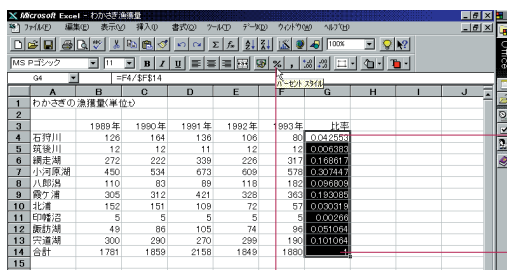 Microsoft Excel - わかさぎ漁獲量
ファイル(F) 編集(E) 表示(V) 挿入(I) 書式(O) ツール(T) データ(D) ウィンドウ(W) ヘルプ(H)
100%
MS Pゴシック 11 B I U
G4 =F4/$F$14
パーセント スタイル
Office
A B C D E F G H I J
1 わかさぎの漁獲量(単位t)
2
3 1989年 1990年 1991年 1992年 1993年 比率
4 石狩川 126 164 136 106 80 0.042553
5 筑後川 12 12 11 12 12 0.006383
6 網走湖 272 222 339 226 317 0.168617
7 小河原湖 450 534 673 609 578 0.307447
8 八郎潟 110 83 89 118 182 0.096809
9 霞ケ浦 305 312 421 328 363 0.193085
10 北浦 152 151 109 72 57 0.030319
11 印幡沼 5 5 5 5 5 0.00266
12 諏訪湖 49 86 105 74 96 0.051064
13 宍道湖 300 290 270 299 190 0.101064
14 合計 1781 1859 2158 1849 1880 1
15